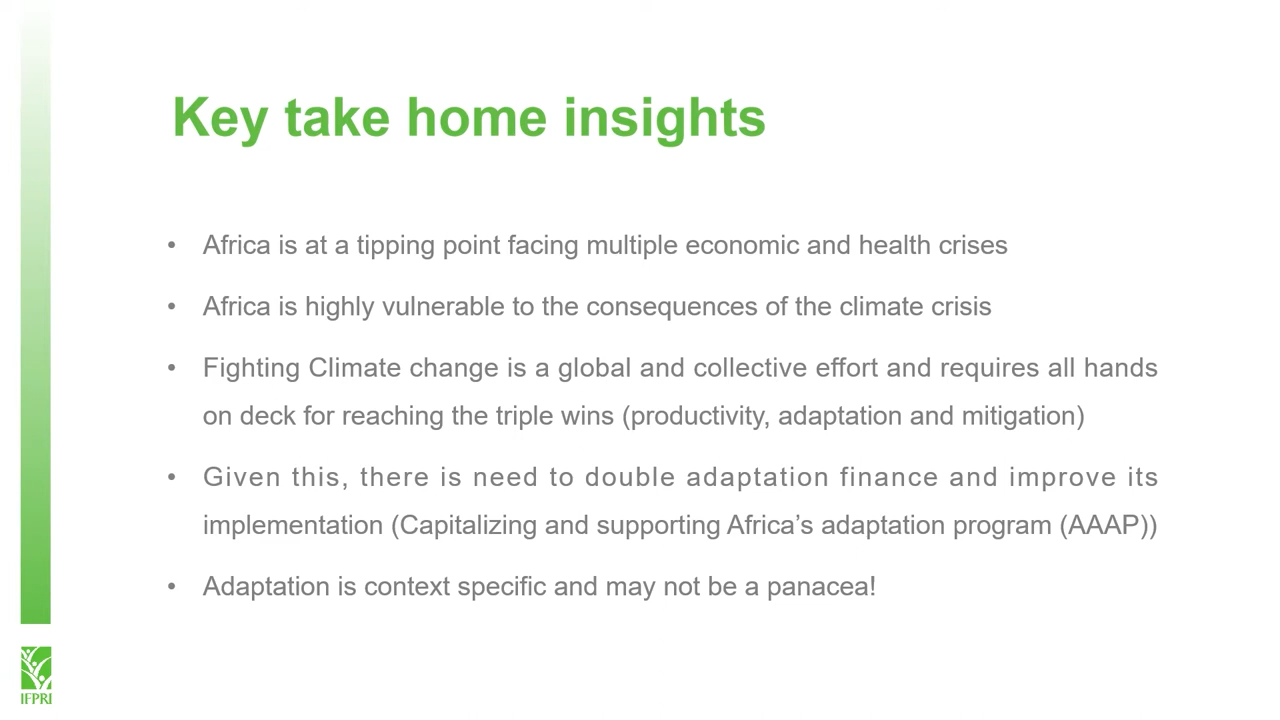 Key take home insights
• Africa is at a tipping point facing multiple economic and health crises
• Africa is highly vulnerable to the consequences of the climate crisis
• Fighting Climate change is a global and collective effort and requires all hands
on deck for reaching the triple wins (productivity, adaptation and mitigation)
• Given this, there is need to double adaptation finance and improve its
implementation (Capitalizing and supporting Africa’s adaptation program (AAAP))
• Adaptation is context specific and may not be a panacea!
IFPRI